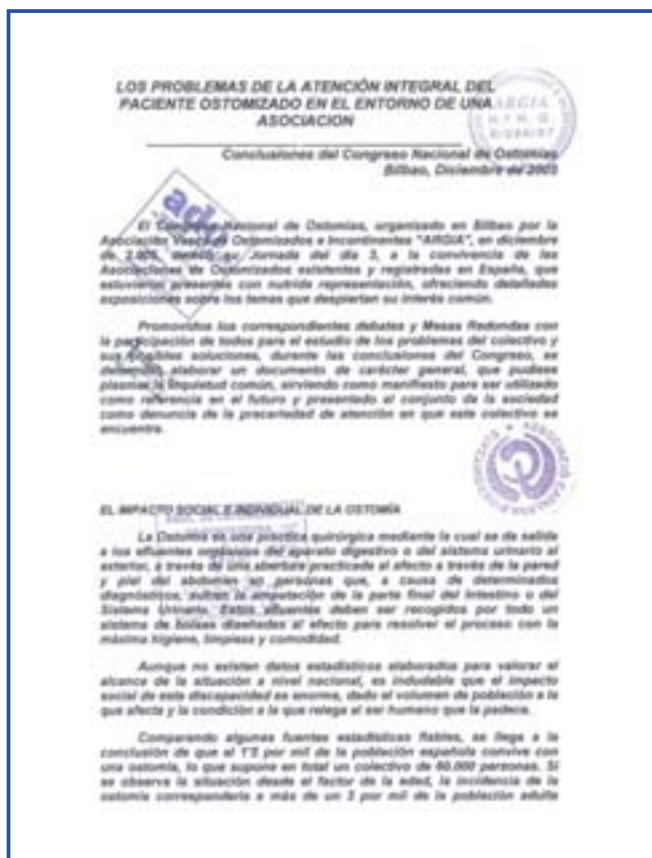 LOS PROBLEMAS DE LA ATENCIÓN INTEGRAL DEL
PACIENTE OSTOMIZADO EN EL ENTORNO DE UNA
ASOCIACION
ARGIA
Conclusiones del Congreso Nacional de Ostomías
Bilbao, Diciembre de
ado
El Congreso Nacional de Ostomías, organizado en Bilbao por la
Asociación Vasca de Ostomizados e Incontinentes "ARGIA", en diciembre
de su Jornada del día 3, a la convivencia de las
Asociaciones de Ostomizados existentes y registradas en España, que
estuvieron presentes con nutrida representación, ofreciendo detalladas
exposiciones sobre los temas que despiertan su interés común.
Promovidos los correspondientes debates y Mesas Redondas con
la participación de todos para el estudio de los problemas del colectivo y
sus posibles soluciones, durante las conclusiones del Congreso, se
elaborar un documento de carácter general, que pudiese
plasmar la inquietud común, sirviendo como manifiesto para ser utilizado
como referencia en el futuro y presentado al conjunto de la sociedad
como denuncia de la precariedad de atención en que este colectivo se
encuentra.
EL IMPACTO SOCIAL E INDIVIDUAL DE LA OSTOMÍA
La Ostomía es una práctica quirúrgica mediante la cual se da salida
a los efluentes orgánicos del aparato digestivo o del sistema urinario al
exterior, a través de una abertura practicada al efecto a través de la pared
y piel del abdomen en personas que, a causa de determinados
diagnósticos, sufren la amputación de la parte final del Intestino o del
Sistema Urinario. Estos efluentes deben ser recogidos por todo un
sistema de bolsas diseñadas al efecto para resolver el proceso con la
máxima higiene, limpieza y comodidad.
Aunque no existen datos estadísticos elaborados para valorar el
alcance de la situación a nivel nacional, es indudable que el impacto
social de esta discapacidad es enorme, dado el volumen de población a la
que afecta y la condición a la que relega al ser humano que la padece.
Comparando algunas fuentes estadísticas fiables, se llega a la
conclusión de que el 1'5 por mil de la población española convive con
una ostomía, lo que supone en total un colectivo de 60.000 personas. Si
se observa la situación desde el factor de la edad, la incidencia de la
ostomía correspondería a más de un 3 por mil de la población adulta